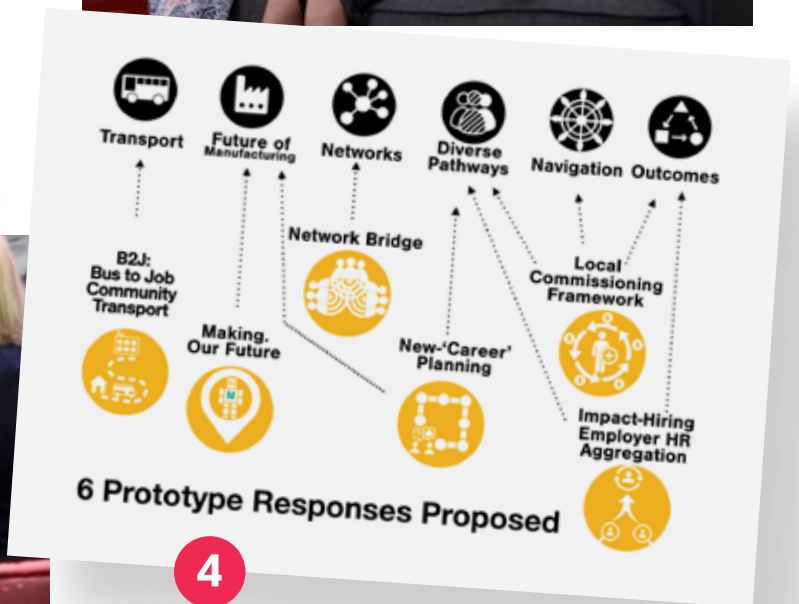 Transport
Future of
Manufacturing
Networks
Diverse
Pathways
Navigation
Outcomes
B2J:
Bus to Job
Community
Transport
Making.
Our Future
Network Bridge
New-‘Career’
Planning
Local
Commissioning
Framework
Impact-Hiring
Employer HR
Aggregation
6 Prototype Responses Proposed
4